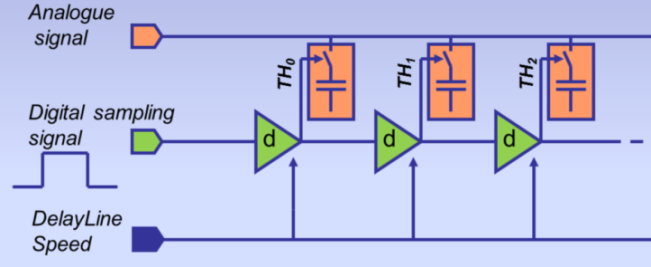 Analogue
signal
TH0
TH1
TH2
Digital sampling
signal
d
d
d
DelayLine
Speed